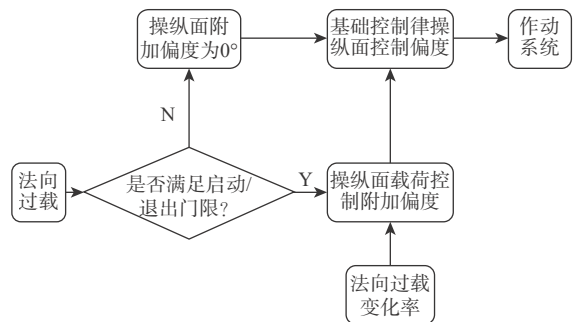 操纵面附
加偏度为0°
基础控制律操
纵面控制偏度
作动
系统
N
法向
过载
是否满足启动/
退出门限?
Y
操纵面载荷控
制附加偏度
法向过载
变化率